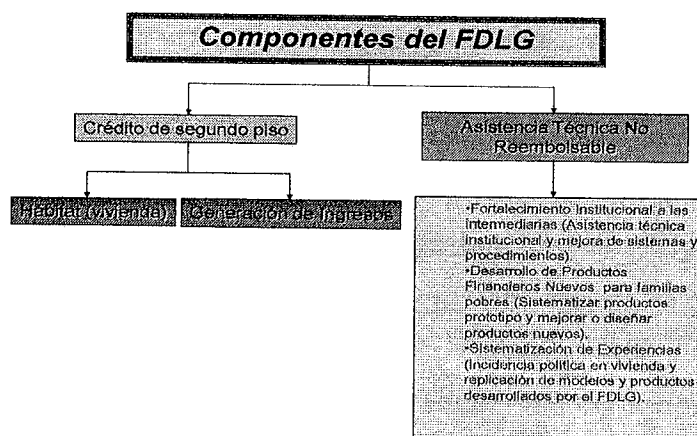 Componentes del FDLG
Crédito de segundo piso
Asistencia Técnica No
Reembolsable
Hábitat (vivienda)
Generación de Ingresos
•Fortalecimiento Institucional a las
Intermediarias (Asistencia técnica
institucional y mejora de sistemas y
procedimientos).
•Desarrollo de Productos
Financieros Nuevos para familias
pobres (Sistematizar productos
prototipo y mejorar o diseñar
productos nuevos).
•Sistematización de Experiencias
(Incidencia política en vivienda y
replicación de modelos y productos
desarrollados por el FDLG).